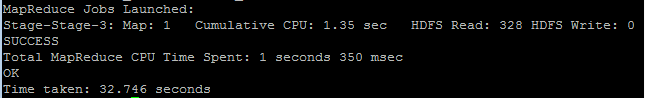 MapReduce Jobs Launched:
Stage-Stage-3: Map: 1   Cumulative CPU: 1.35 sec   HDFS Read: 328 HDFS Write: 0
SUCCESS
Total MapReduce CPU Time Spent: 1 seconds 350 msec
OK
Time taken: 32.746 seconds